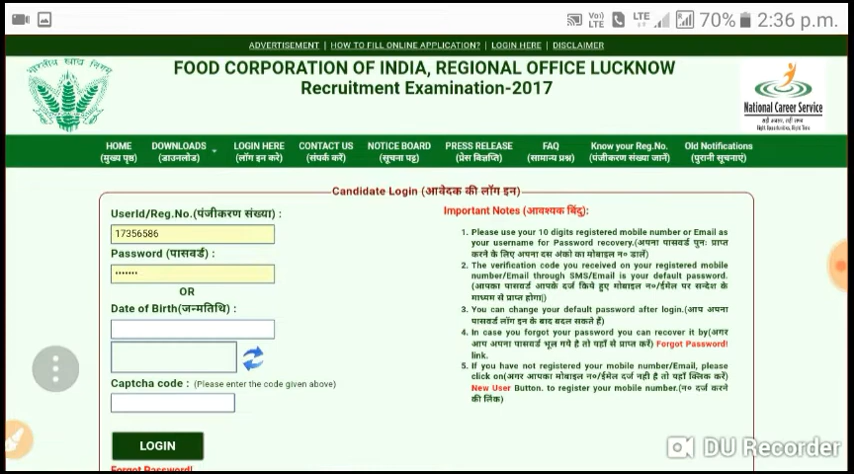 Vo) LTE LTE 70% 2:36 p.m.
ADVERTISEMENT | HOW TO FILL ONLINE APPLICATION? | LOGIN HERE | DISCLAIMER
भारतीय खाद्य निगम
FOOD CORPORATION OF INDIA, REGIONAL OFFICE LUCKNOW
Recruitment Examination-2017
National Career Service
HOME DOWNLOADS LOGIN HERE CONTACT US NOTICE BOARD PRESS RELEASE FAQ Know your Reg.No. Old Notifications
(मुख्य पृष्ठ) (डाउनलोड) (लॉग इन करे) (संपर्क करें) (सूचना पट्ट) (प्रेस विज्ञप्ति) (सामान्य प्रश्न) (पंजीकरण संख्या जानें) (पुरानी सूचनाएं)
Candidate Login (आवेदक की लॉग इन)
UserId/Reg.No.(पंजीकरण संख्या) :
17356586
Password (पासवर्ड) :
•••••••
OR
Date of Birth(जन्मतिथि) :
Captcha code : (Please enter the code given above)
LOGIN
Forgot Password!
Important Notes (आवश्यक बिंदु):
1. Please use your 10 digits registered mobile number or Email as
your username for Password recovery.(अपना पासवर्ड पुनः प्राप्त
करने के लिए अपना दस अंको का मोबाइल न० डालें)
2. The verification code you received on your registered mobile
number/Email through SMS/Email is your default password.
(आपका पासवर्ड आपके दर्ज किये हुए मोबाइल न०/ईमेल पर सन्देश के
माध्यम से प्राप्त होगा|)
3. You can change your default password after login.(आप अपना
पासवर्ड लॉग इन के बाद बदल सकते हैं)
4. In case you forgot your password you can recover it by(अगर
आप अपना पासवर्ड भूल गये है तो यहाँ से प्राप्त करें) Forgot Password!
link.
5. If you have not registered your mobile number/Email, please
click on(अगर आपका मोबाइल न०/ईमेल दर्ज नही है तो यहाँ क्लिक करें)
New User Button. to register your mobile number.(न० दर्ज करने
की लिंक)
DU Recorder